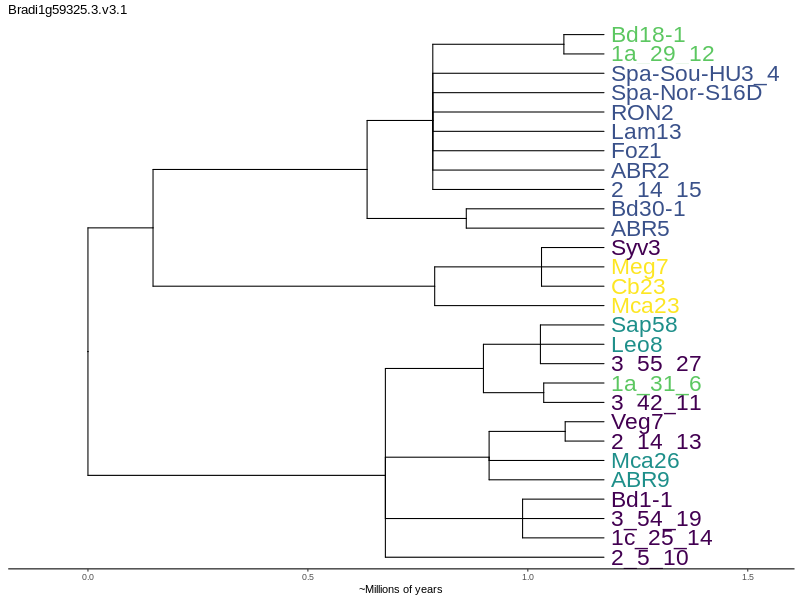 Bradi1g59325.3.v3.1
Bd18-1
1a_29_12
Spa-Sou-HU3_4
Spa-Nor-S16D
RON2
Lam13
Foz1
ABR2
2_14_15
Bd30-1
ABR5
Syv3
Meg7
Cb23
Mca23
Sap58
Leo8
3_55_27
1a_31_6
3_42_11
Veg7
2_14_13
Mca26
ABR9
Bd1-1
3_54_19
1c_25_14
2_5_10
0.0 0.5 1.0 1.5
~Millions of years